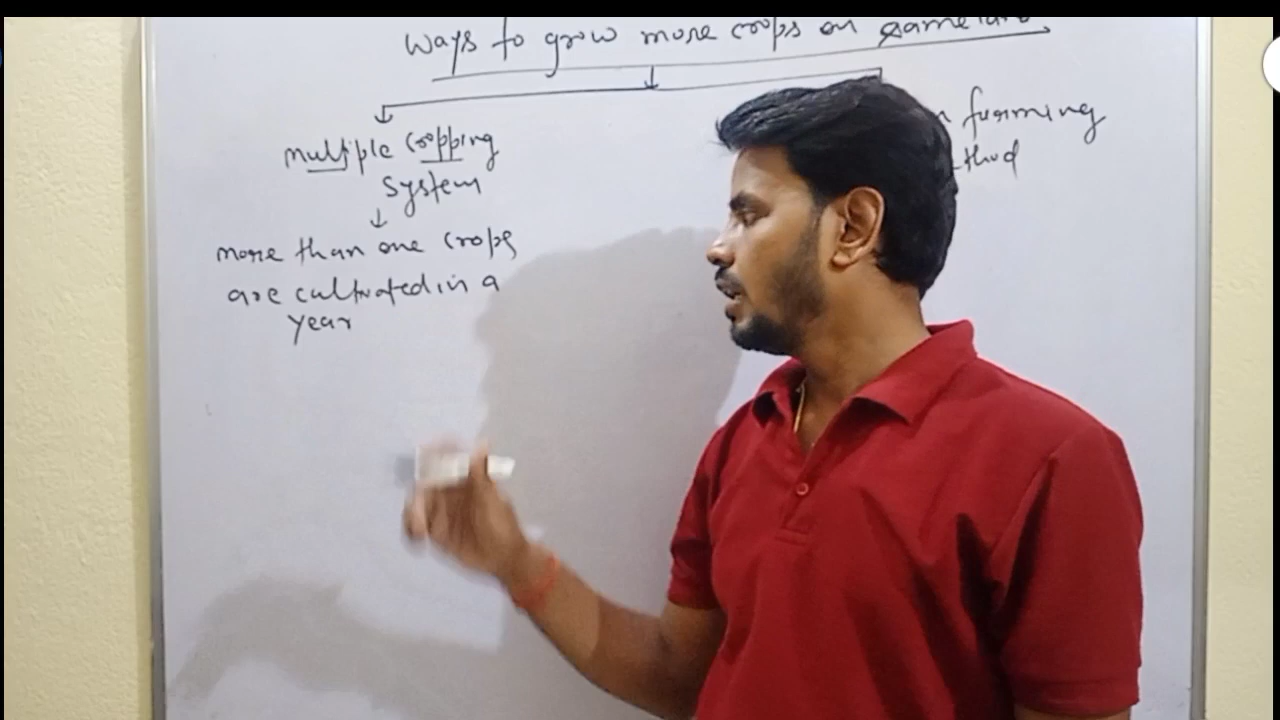 Ways to grow more crops on same land
multiple cropping
system
more than one crops
are cultivated in a
year
farming